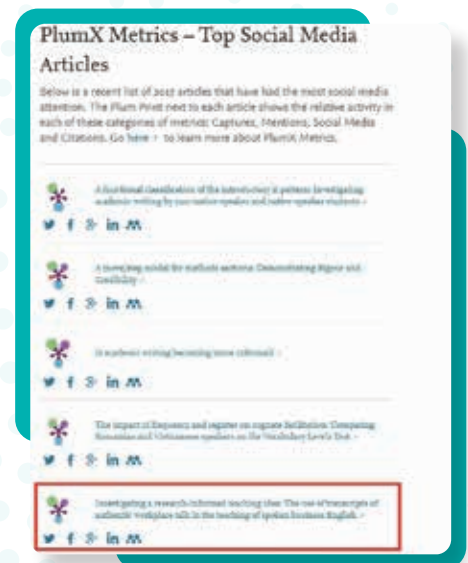 PlumX Metrics – Top Social Media
Articles
Below is a recent list of 2017 articles that have had the most social media
attention. The Plum Print next to each article shows the relative activity in
each of these categories of metrics: Captures, Mentions, Social Media
and Citations. Go here to learn more about PlumX Metrics.
A functional classification of the introductory it pattern: Investigating
academic writing by non-native-speaker and native-speaker students
A move/step model for methods sections: Demonstrating Rigour and
Credibility
Is academic writing becoming more informal?
The impact of frequency and register on cognate facilitation: Comparing
Romanian and Vietnamese speakers on the Vocabulary Levels Test
Investigating a research-informed teaching idea: The use of transcripts of
authentic workplace talk in the teaching of spoken business English